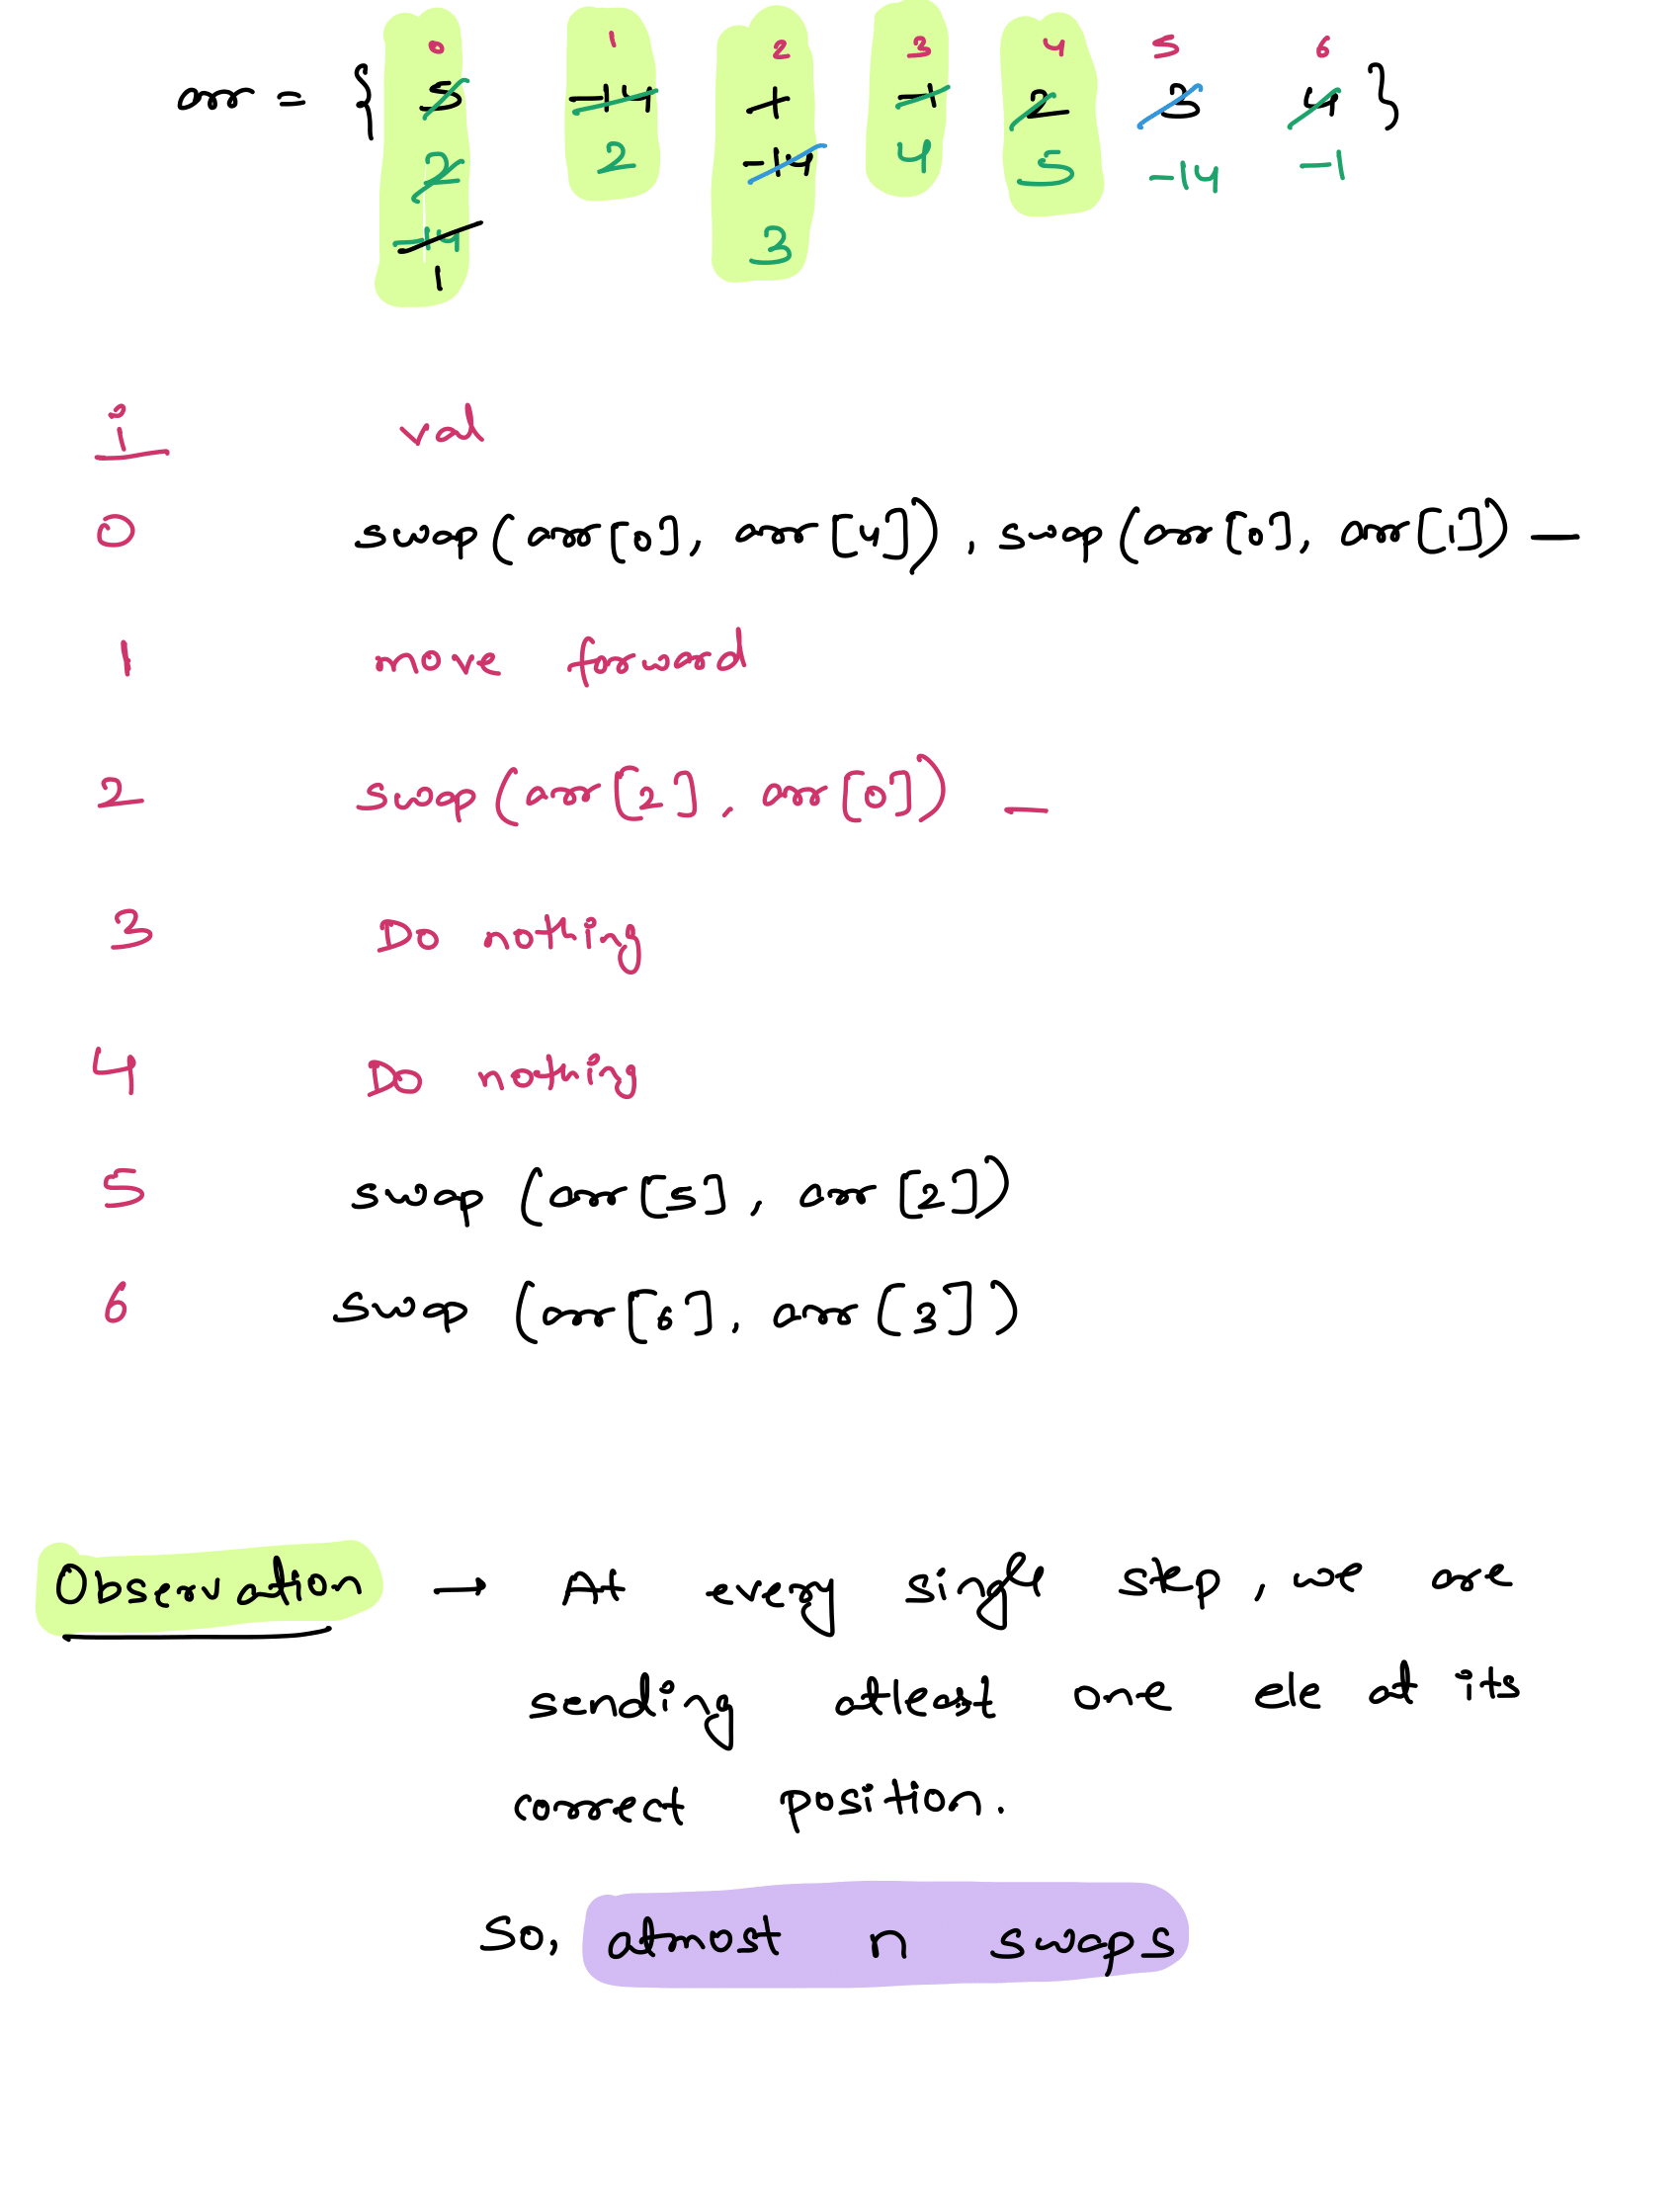 0 1 2 3 4 5 6
arr = { 5 -14 1 -1 2 3 4 }
2 2 -14 4 5 -14 -1
-14 3
1
i val
0 swap(arr[0], arr[4]), swap(arr[0], arr[1]) —
1 move forward
2 swap(arr[2], arr[0]) —
3 Do nothing
4 Do nothing
5 swap (arr[5], arr[2])
6 swap (arr[6], arr[3])
Observation → At every single step, we are
sending atleast one ele at its
correct position.
So, atmost n swaps